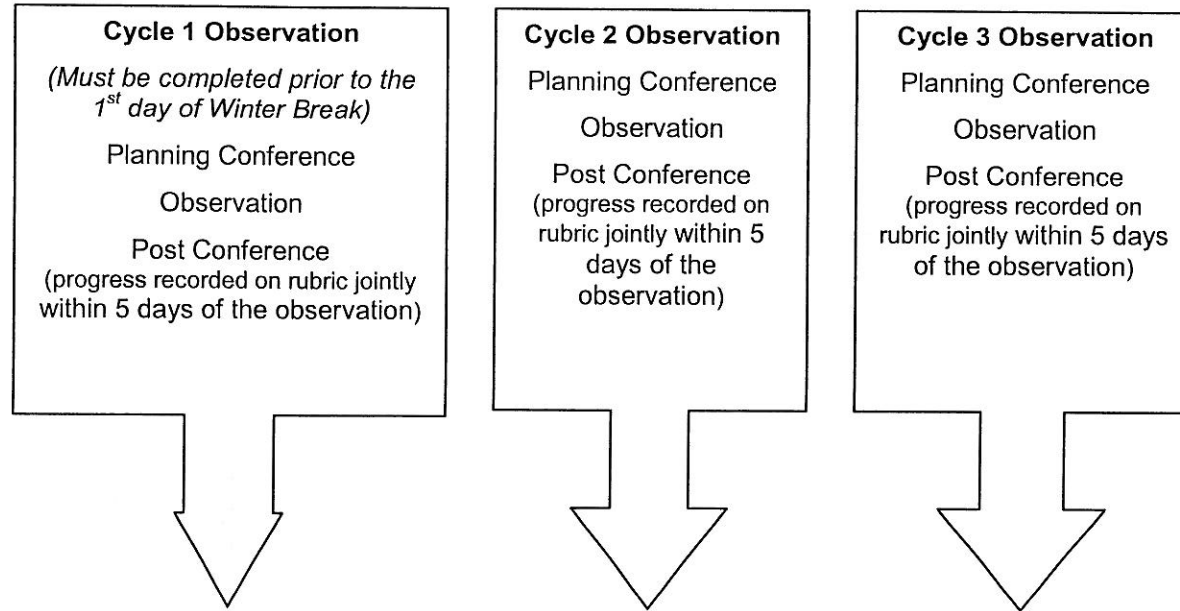 Cycle 1 Observation
(Must be completed prior to the
1st day of Winter Break)
Planning Conference
Observation
Post Conference
(progress recorded on rubric jointly
within 5 days of the observation)
Cycle 2 Observation
Planning Conference
Observation
Post Conference
(progress recorded on
rubric jointly within 5
days of the
observation)
Cycle 3 Observation
Planning Conference
Observation
Post Conference
(progress recorded on
rubric jointly within 5 days
of the observation)